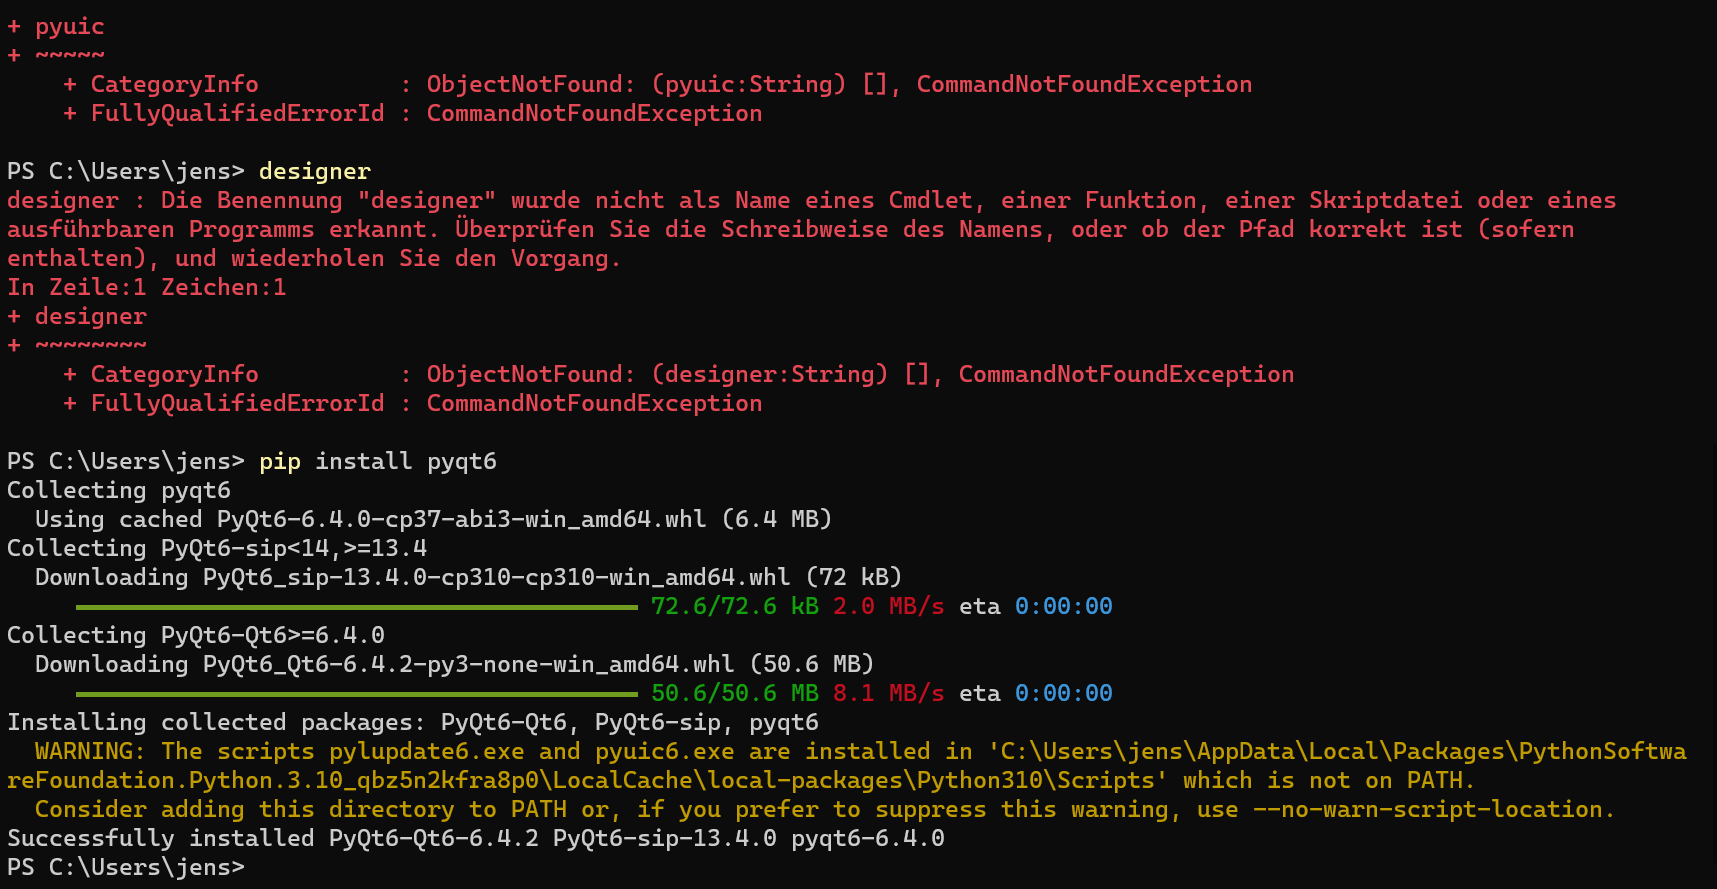 + pyuic
+ ~~~~~
    + CategoryInfo          : ObjectNotFound: (pyuic:String) [], CommandNotFoundException
    + FullyQualifiedErrorId : CommandNotFoundException

PS C:\Users\jens> designer
designer : Die Benennung "designer" wurde nicht als Name eines Cmdlet, einer Funktion, einer Skriptdatei oder eines
ausführbaren Programms erkannt. Überprüfen Sie die Schreibweise des Namens, oder ob der Pfad korrekt ist (sofern
enthalten), und wiederholen Sie den Vorgang.
In Zeile:1 Zeichen:1
+ designer
+ ~~~~~~~~
    + CategoryInfo          : ObjectNotFound: (designer:String) [], CommandNotFoundException
    + FullyQualifiedErrorId : CommandNotFoundException

PS C:\Users\jens> pip install pyqt6
Collecting pyqt6
  Using cached PyQt6-6.4.0-cp37-abi3-win_amd64.whl (6.4 MB)
Collecting PyQt6-sip<14,>=13.4
  Downloading PyQt6_sip-13.4.0-cp310-cp310-win_amd64.whl (72 kB)
     72.6/72.6 kB 2.0 MB/s eta 0:00:00
Collecting PyQt6-Qt6>=6.4.0
  Downloading PyQt6_Qt6-6.4.2-py3-none-win_amd64.whl (50.6 MB)
     50.6/50.6 MB 8.1 MB/s eta 0:00:00
Installing collected packages: PyQt6-Qt6, PyQt6-sip, pyqt6
  WARNING: The scripts pylupdate6.exe and pyuic6.exe are installed in 'C:\Users\jens\AppData\Local\Packages\PythonSoftwa
reFoundation.Python.3.10_qbz5n2kfra8p0\LocalCache\local-packages\Python310\Scripts' which is not on PATH.
  Consider adding this directory to PATH or, if you prefer to suppress this warning, use --no-warn-script-location.
Successfully installed PyQt6-Qt6-6.4.2 PyQt6-sip-13.4.0 pyqt6-6.4.0
PS C:\Users\jens>